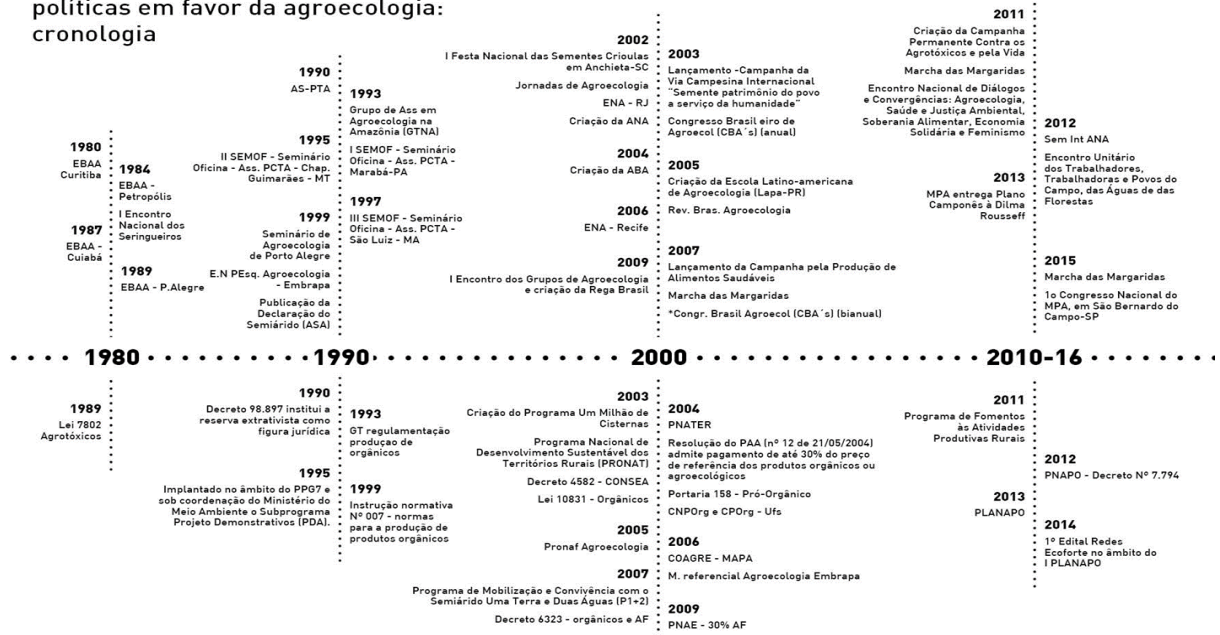 políticas em favor da agroecologia:
cronologia
1980
EBAA
Curitiba
1984
EBAA -
Petropólis
I Encontro
Nacional dos
Seringueiros
1987
EBAA -
Cuiabá
1989
EBAA - P.Alegre
1990
AS-PTA
1993
Grupo de Ass em
Agroecologia na
Amazônia (GTNA)
1995
II SEMOF - Seminário
Oficina - Ass. PCTA - Chap.
Guimarães - MT
I SEMOF - Seminário
Oficina - Ass. PCTA -
Marabá-PA
1997
III SEMOF - Seminário
Oficina - Ass. PCTA -
São Luiz - MA
1999
Seminário de
Agroecologia
de Porto Alegre
E.N PEsq. Agroecologia
- Embrapa
Publicação da
Declaração do
Semiárido (ASA)
2002
I Festa Nacional das Sementes Crioulas
em Anchieta-SC
Jornadas de Agroecologia
ENA - RJ
Criação da ANA
2003
Lançamento -Campanha da
Via Campesina Internacional
"Semente patrimônio do povo
a serviço da humanidade"
Congresso Brasil eiro de
Agroecol (CBA´s) (anual)
2004
Criação da ABA
2005
Criação da Escola Latino-americana
de Agroecologia (Lapa-PR)
Rev. Bras. Agroecologia
2006
ENA - Recife
2007
Lançamento da Campanha pela Produção de
Alimentos Saudáveis
Marcha das Margaridas
*Congr. Brasil Agroecol (CBA´s) (bianual)
2009
I Encontro dos Grupos de Agroecologia
e criação da Rega Brasil
2011
Criação da Campanha
Permanente Contra os
Agrotóxicos e pela Vida
Marcha das Margaridas
Encontro Nacional de Diálogos
e Convergências: Agroecologia,
Saúde e Justiça Ambiental,
Soberania Alimentar, Economia
Solidária e Feminismo
2012
Sem Int ANA
Encontro Unitário
dos Trabalhadores,
Trabalhadoras e Povos do
Campo, das Águas de das
Florestas
2013
MPA entrega Plano
Camponês à Dilma
Rousseff
2015
Marcha das Margaridas
1o Congresso Nacional do
MPA, em São Bernardo do
Campo-SP
1980 1990 2000 2010-16
1989
Lei 7802
Agrotóxicos
1990
Decreto 98.897 institui a
reserva extrativista como
figura jurídica
1993
GT regulamentação
produçao de
orgânicos
1995
Implantado no âmbito do PPG7 e
sob coordenação do Ministério do
Meio Ambiente o Subprograma
Projeto Demonstrativos (PDA).
1999
Instrução normativa
Nº 007 - normas
para a produção de
produtos orgânicos
2003
Criação do Programa Um Milhão de
Cisternas
Programa Nacional de
Desenvolvimento Sustentável dos
Territórios Rurais (PRONAT)
Decreto 4582 - CONSEA
Lei 10831 - Orgânicos
2004
PNATER
Resolução do PAA (nº 12 de 21/05/2004)
admite pagamento de até 30% do preço
de referência dos produtos orgânicos ou
agroecológicos
Portaria 158 - Pró-Orgânico
CNPOrg e CPOrg - Ufs
2005
Pronaf Agroecologia
2006
COAGRE - MAPA
M. referencial Agroecologia Embrapa
2007
Programa de Mobilização e Convivência com o
Semiárido Uma Terra e Duas Águas (P1+2)
Decreto 6323 - orgânicos e AF
2009
PNAE - 30% AF
2011
Programa de Fomentos
às Atividades
Produtivas Rurais
2012
PNAPO - Decreto Nº 7.794
2013
PLANAPO
2014
1º Edital Redes
Ecoforte no âmbito do
I PLANAPO